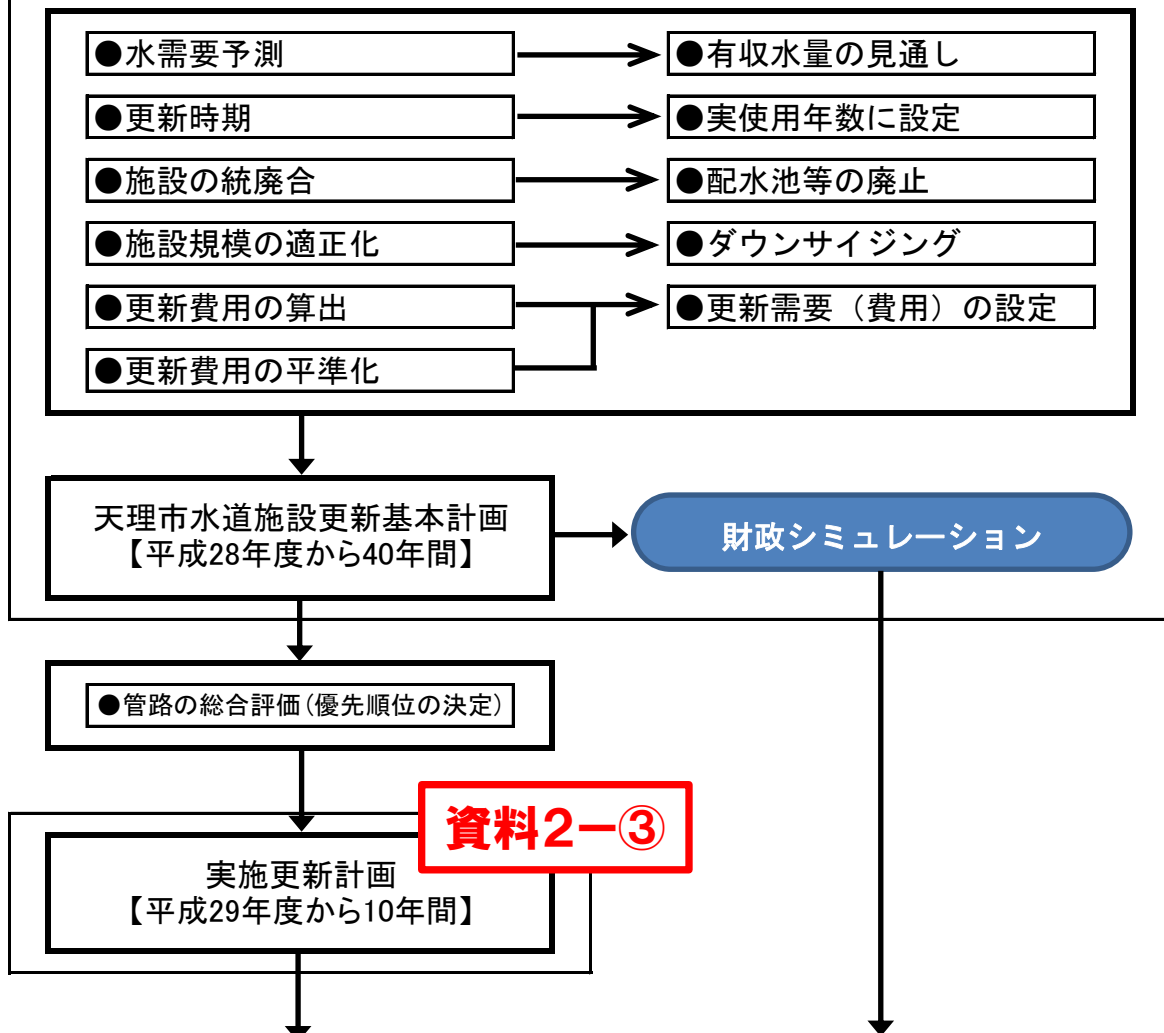 ●水需要予測
●有収水量の見通し
●更新時期
●実使用年数に設定
●施設の統廃合
●配水池等の廃止
●施設規模の適正化
●ダウンサイジング
●更新費用の算出
●更新需要（費用）の設定
●更新費用の平準化
天理市水道施設更新基本計画
【平成28年度から40年間】
財政シミュレーション
●管路の総合評価(優先順位の決定)
資料2－③
実施更新計画
【平成29年度から10年間】